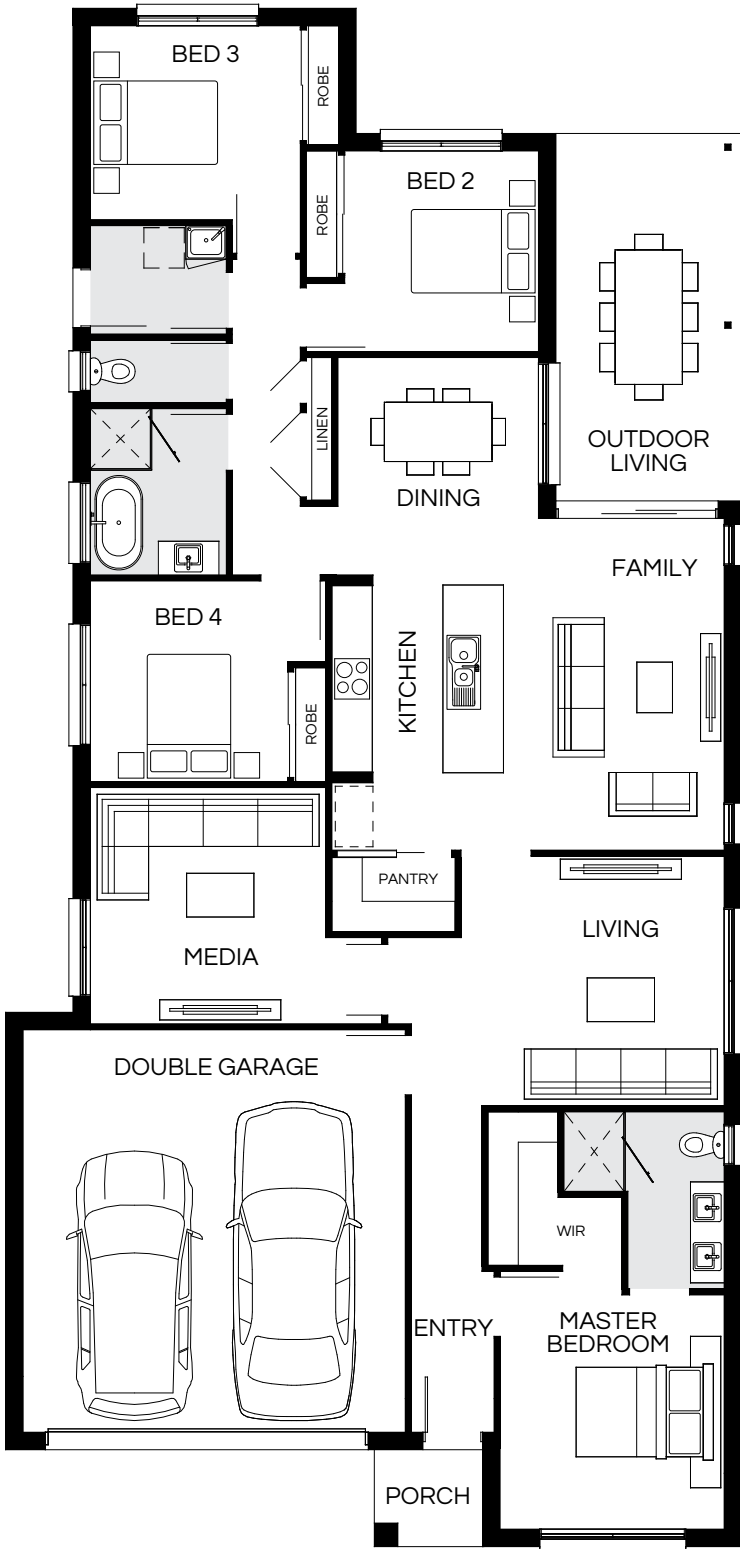 BED 3
ROBE
BED 2
ROBE
OUTDOOR
LIVING
LINEN
DINING
FAMILY
BED 4
KITCHEN
ROBE
PANTRY
LIVING
MEDIA
DOUBLE GARAGE
WIR
ENTRY
MASTER
BEDROOM
PORCH